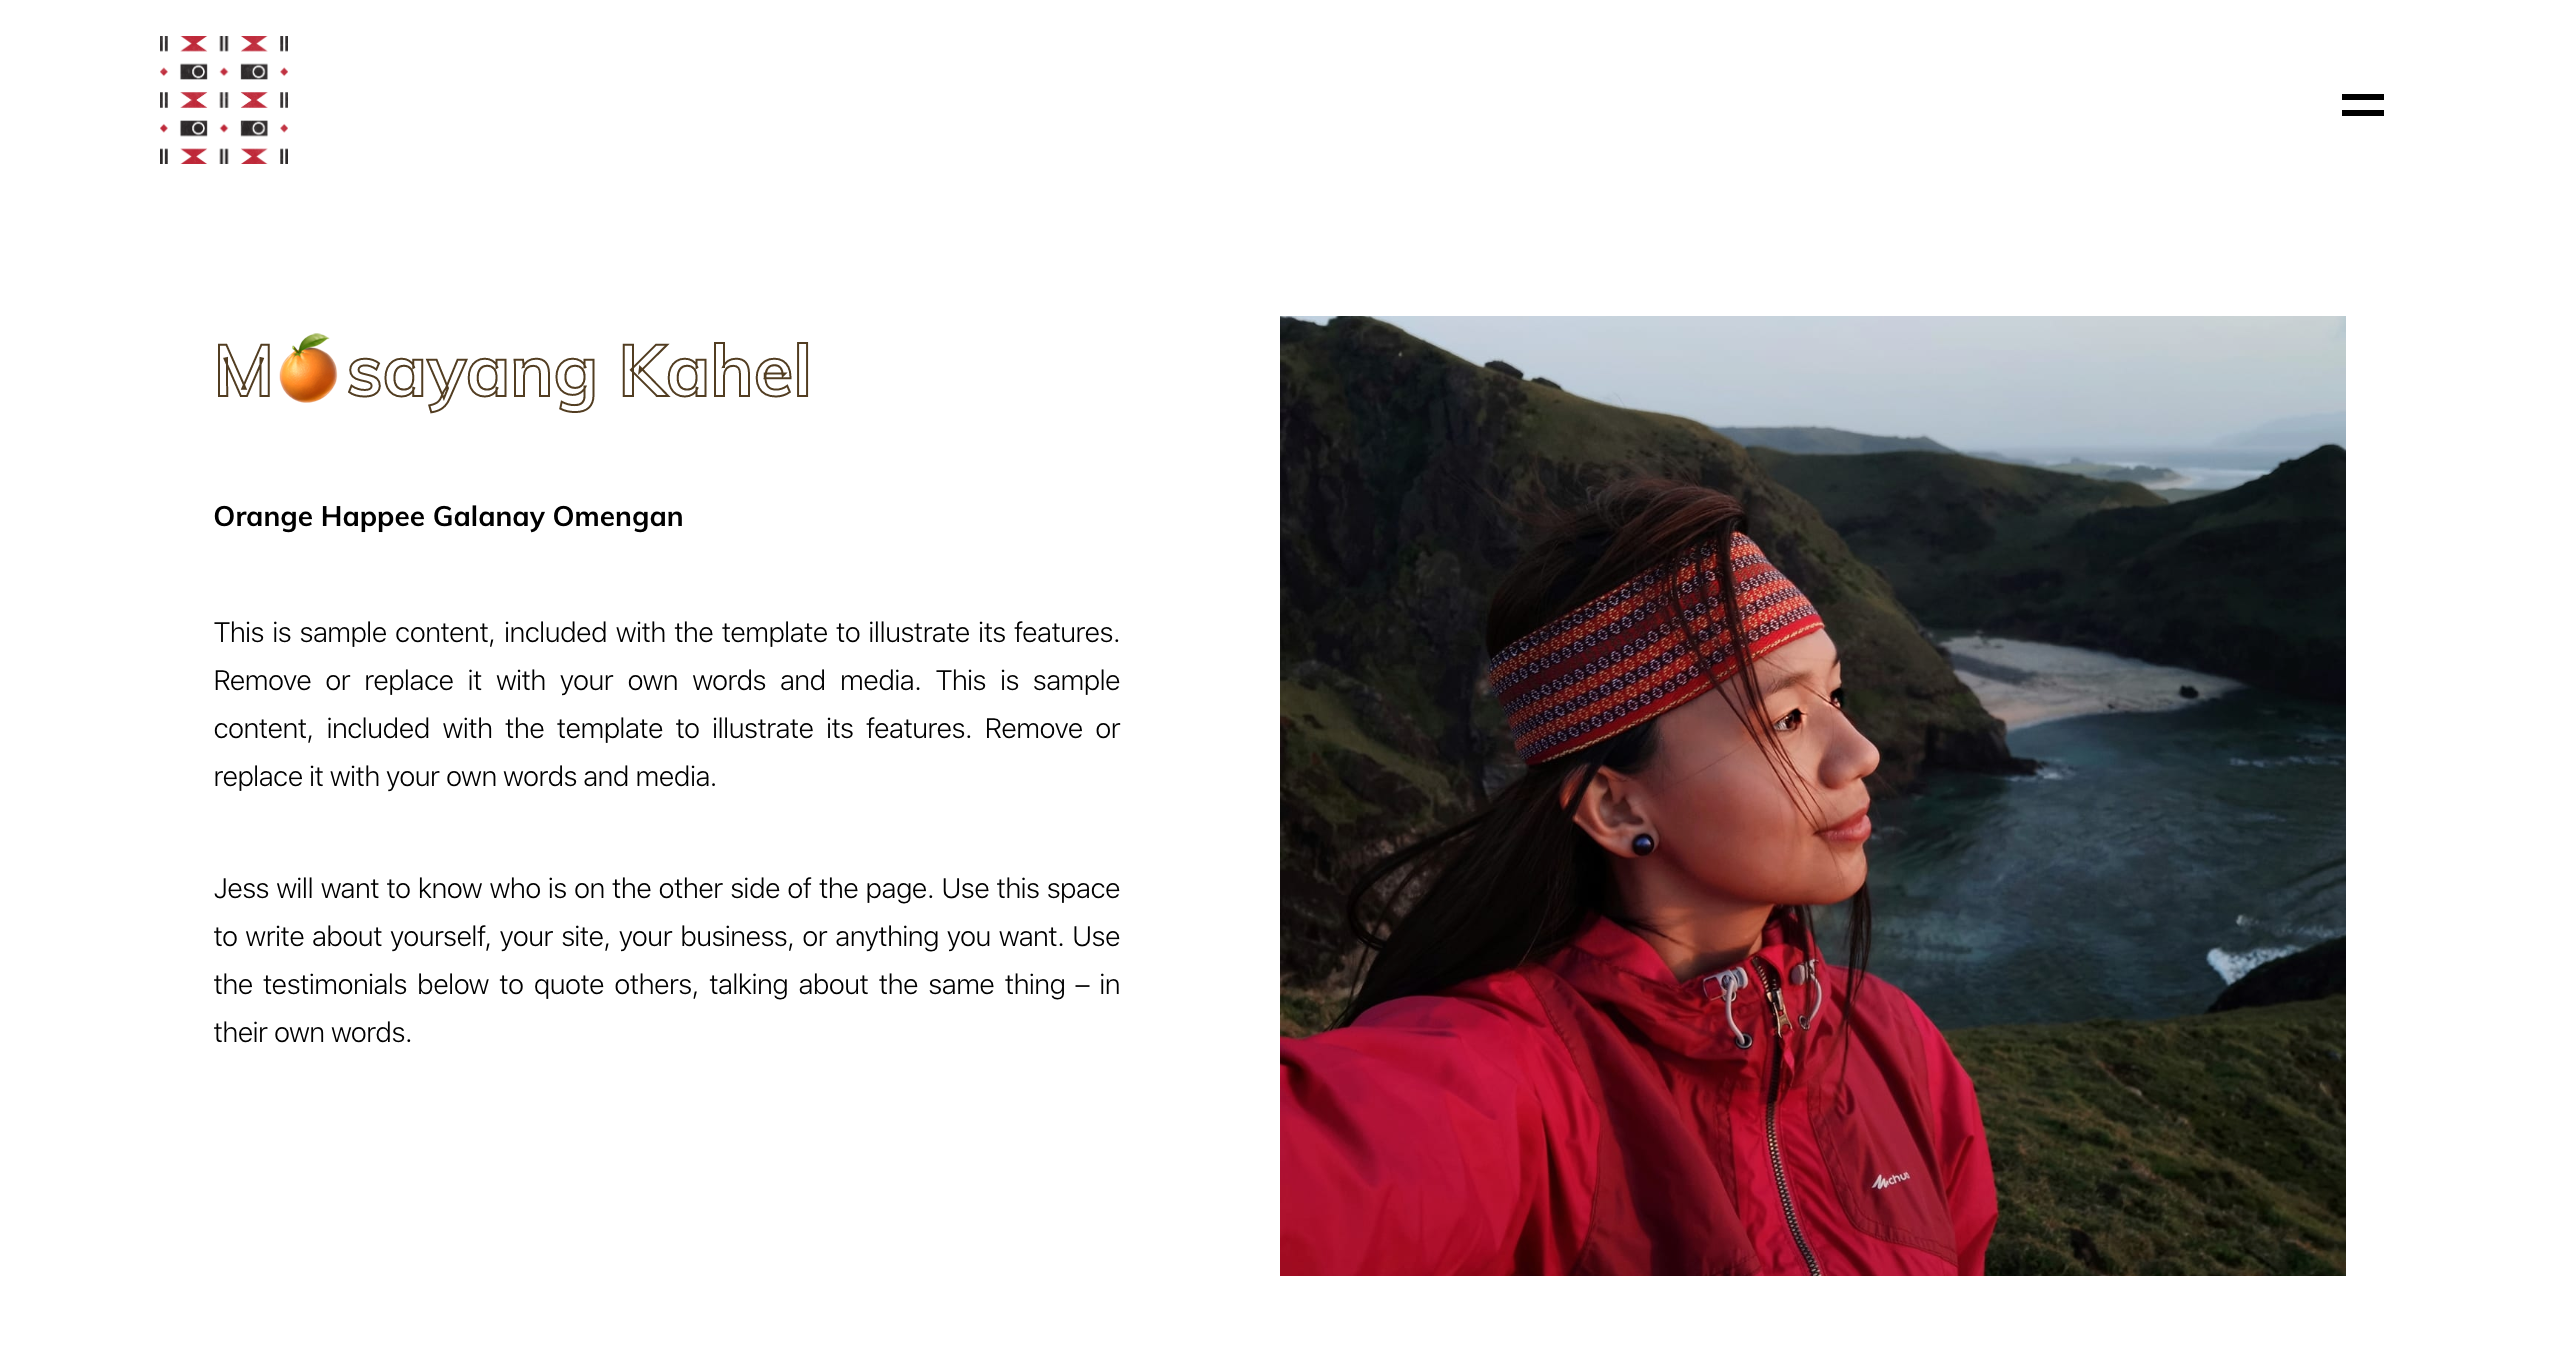 M🍊sayang Kahel
Orange Happee Galanay Omengan
This is sample content, included with the template to illustrate its features.
Remove or replace it with your own words and media. This is sample
content, included with the template to illustrate its features. Remove or
replace it with your own words and media.
Jess will want to know who is on the other side of the page. Use this space
to write about yourself, your site, your business, or anything you want. Use
the testimonials below to quote others, talking about the same thing – in
their own words.